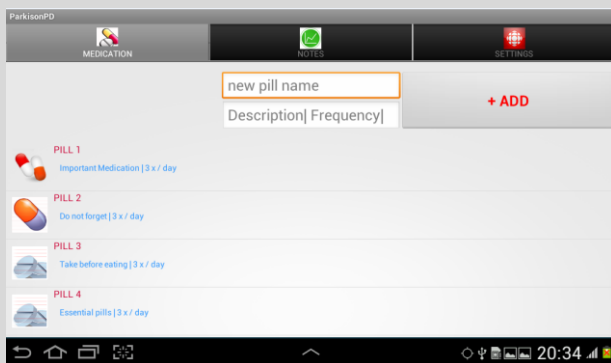 ParkisonPD
MEDICATION
NOTES
SETTINGS
new pill name
Description| Frequency|
+ ADD
PILL 1
Important Medication | 3 x / day
PILL 2
Do not forget | 3 x / day
PILL 3
Take before eating | 3 x / day
PILL 4
Essential pills | 3 x / day
20:34